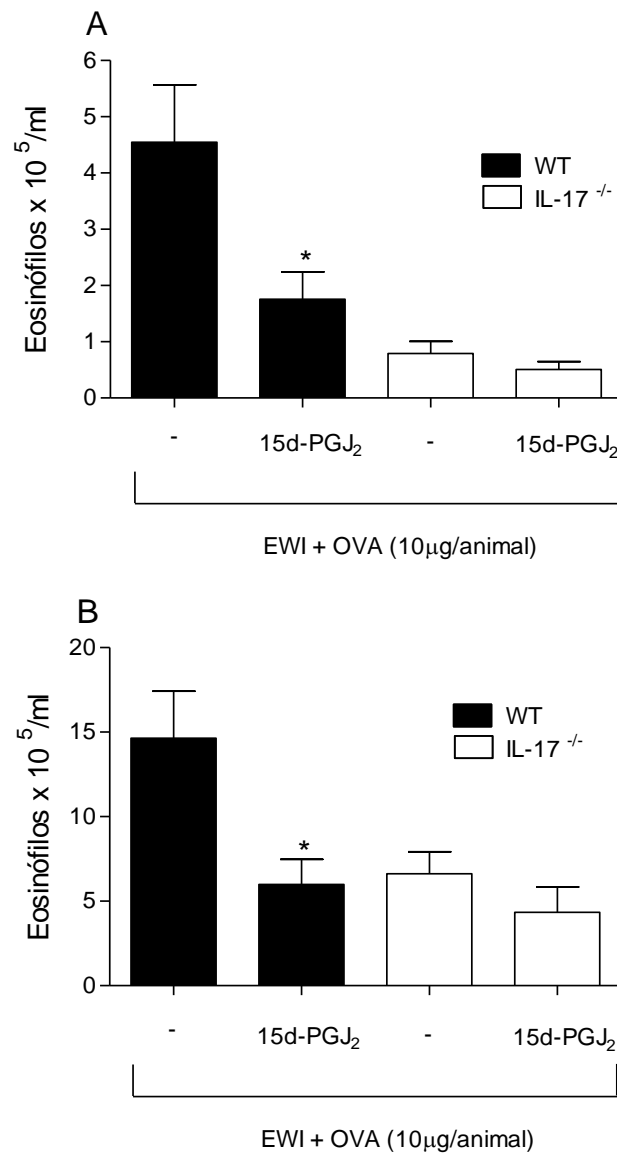 A
Eosinófilos x 10 5/ml
6
5
4
3
2
1
0
WT
IL-17 -/-
*
- 15d-PGJ2 - 15d-PGJ2
EWI + OVA (10µg/animal)
B
Eosinófilos x 10 5/ml
20
15
10
5
0
WT
IL-17 -/-
*
- 15d-PGJ2 - 15d-PGJ2
EWI + OVA (10µg/animal)